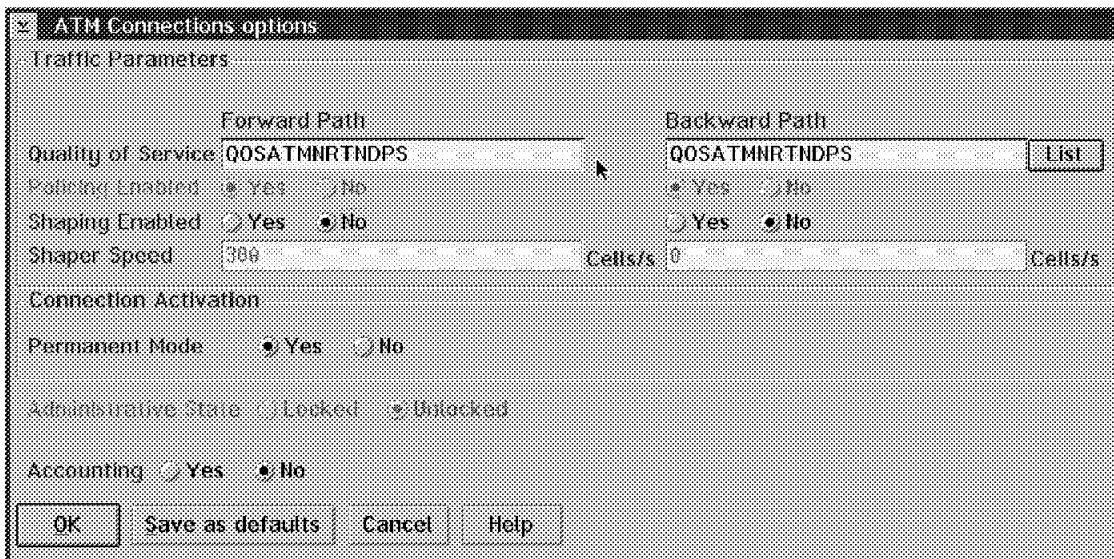 ATM Connections options
Traffic Parameters
Forward Path Backward Path
Quality of Service QOSATMNRTNDPS QOSATMNRTNDPS List
Policing Enabled Yes No Yes No
Shaping Enabled Yes No Yes No
Shaper Speed 300 Cells/s 0 Cells/s
Connection Activation
Permanent Mode Yes No
Administrative State Locked Unlocked
Accounting Yes No
OK Save as defaults Cancel Help